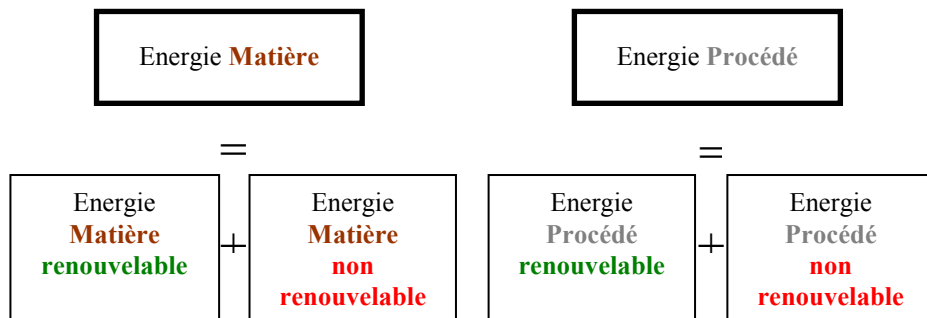 Energie Matière
Energie Procédé
=
=
Energie
Matière
renouvelable
+
Energie
Matière
non
renouvelable
Energie
Procédé
renouvelable
+
Energie
Procédé
non
renouvelable